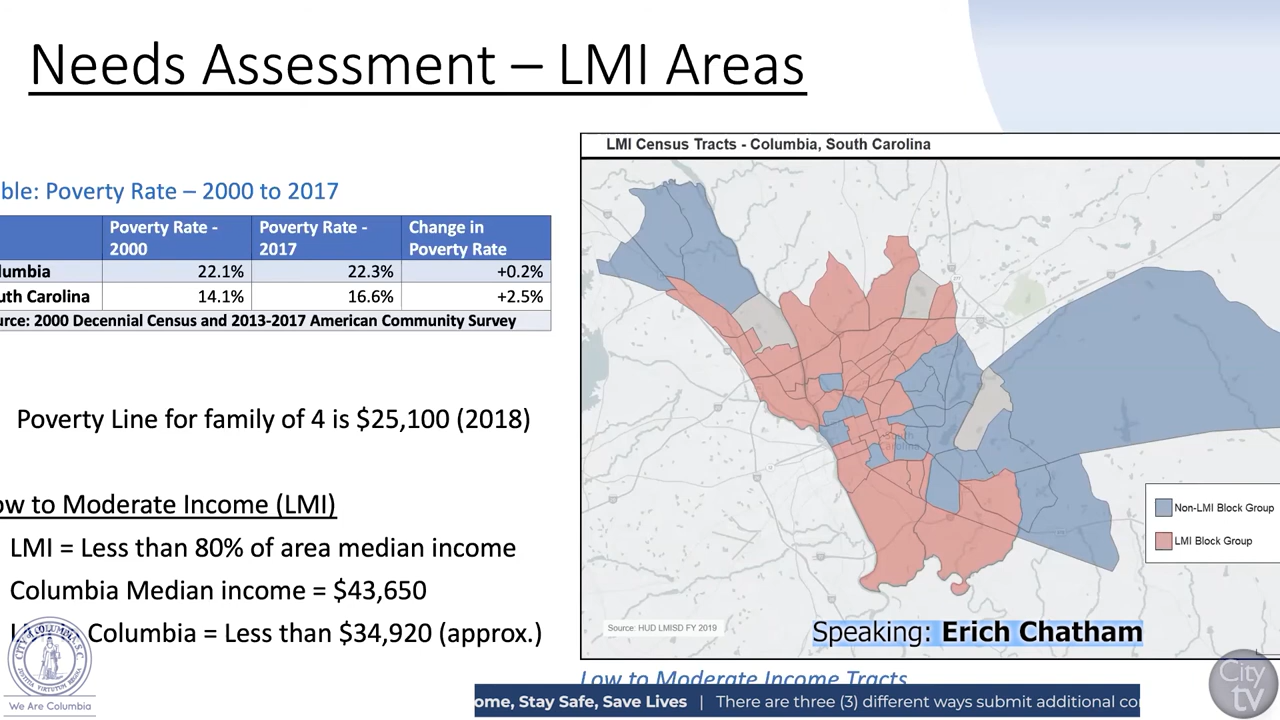 Needs Assessment – LMI Areas
LMI Census Tracts - Columbia, South Carolina
ble: Poverty Rate – 2000 to 2017
Poverty Rate - 2000
Poverty Rate - 2017
Change in Poverty Rate
lumbia 22.1% 22.3% +0.2%
uth Carolina 14.1% 16.6% +2.5%
urce: 2000 Decennial Census and 2013-2017 American Community Survey
Poverty Line for family of 4 is $25,100 (2018)
ow to Moderate Income (LMI)
LMI = Less than 80% of area median income
Columbia Median income = $43,650
Columbia = Less than $34,920 (approx.)
South Carolina
Non-LMI Block Group
LMI Block Group
Source: HUD LMISD FY 2019
Speaking: Erich Chatham
Low to Moderate Income Tracts
ome, Stay Safe, Save Lives | There are three (3) different ways submit additional co
We Are Columbia
City
tv